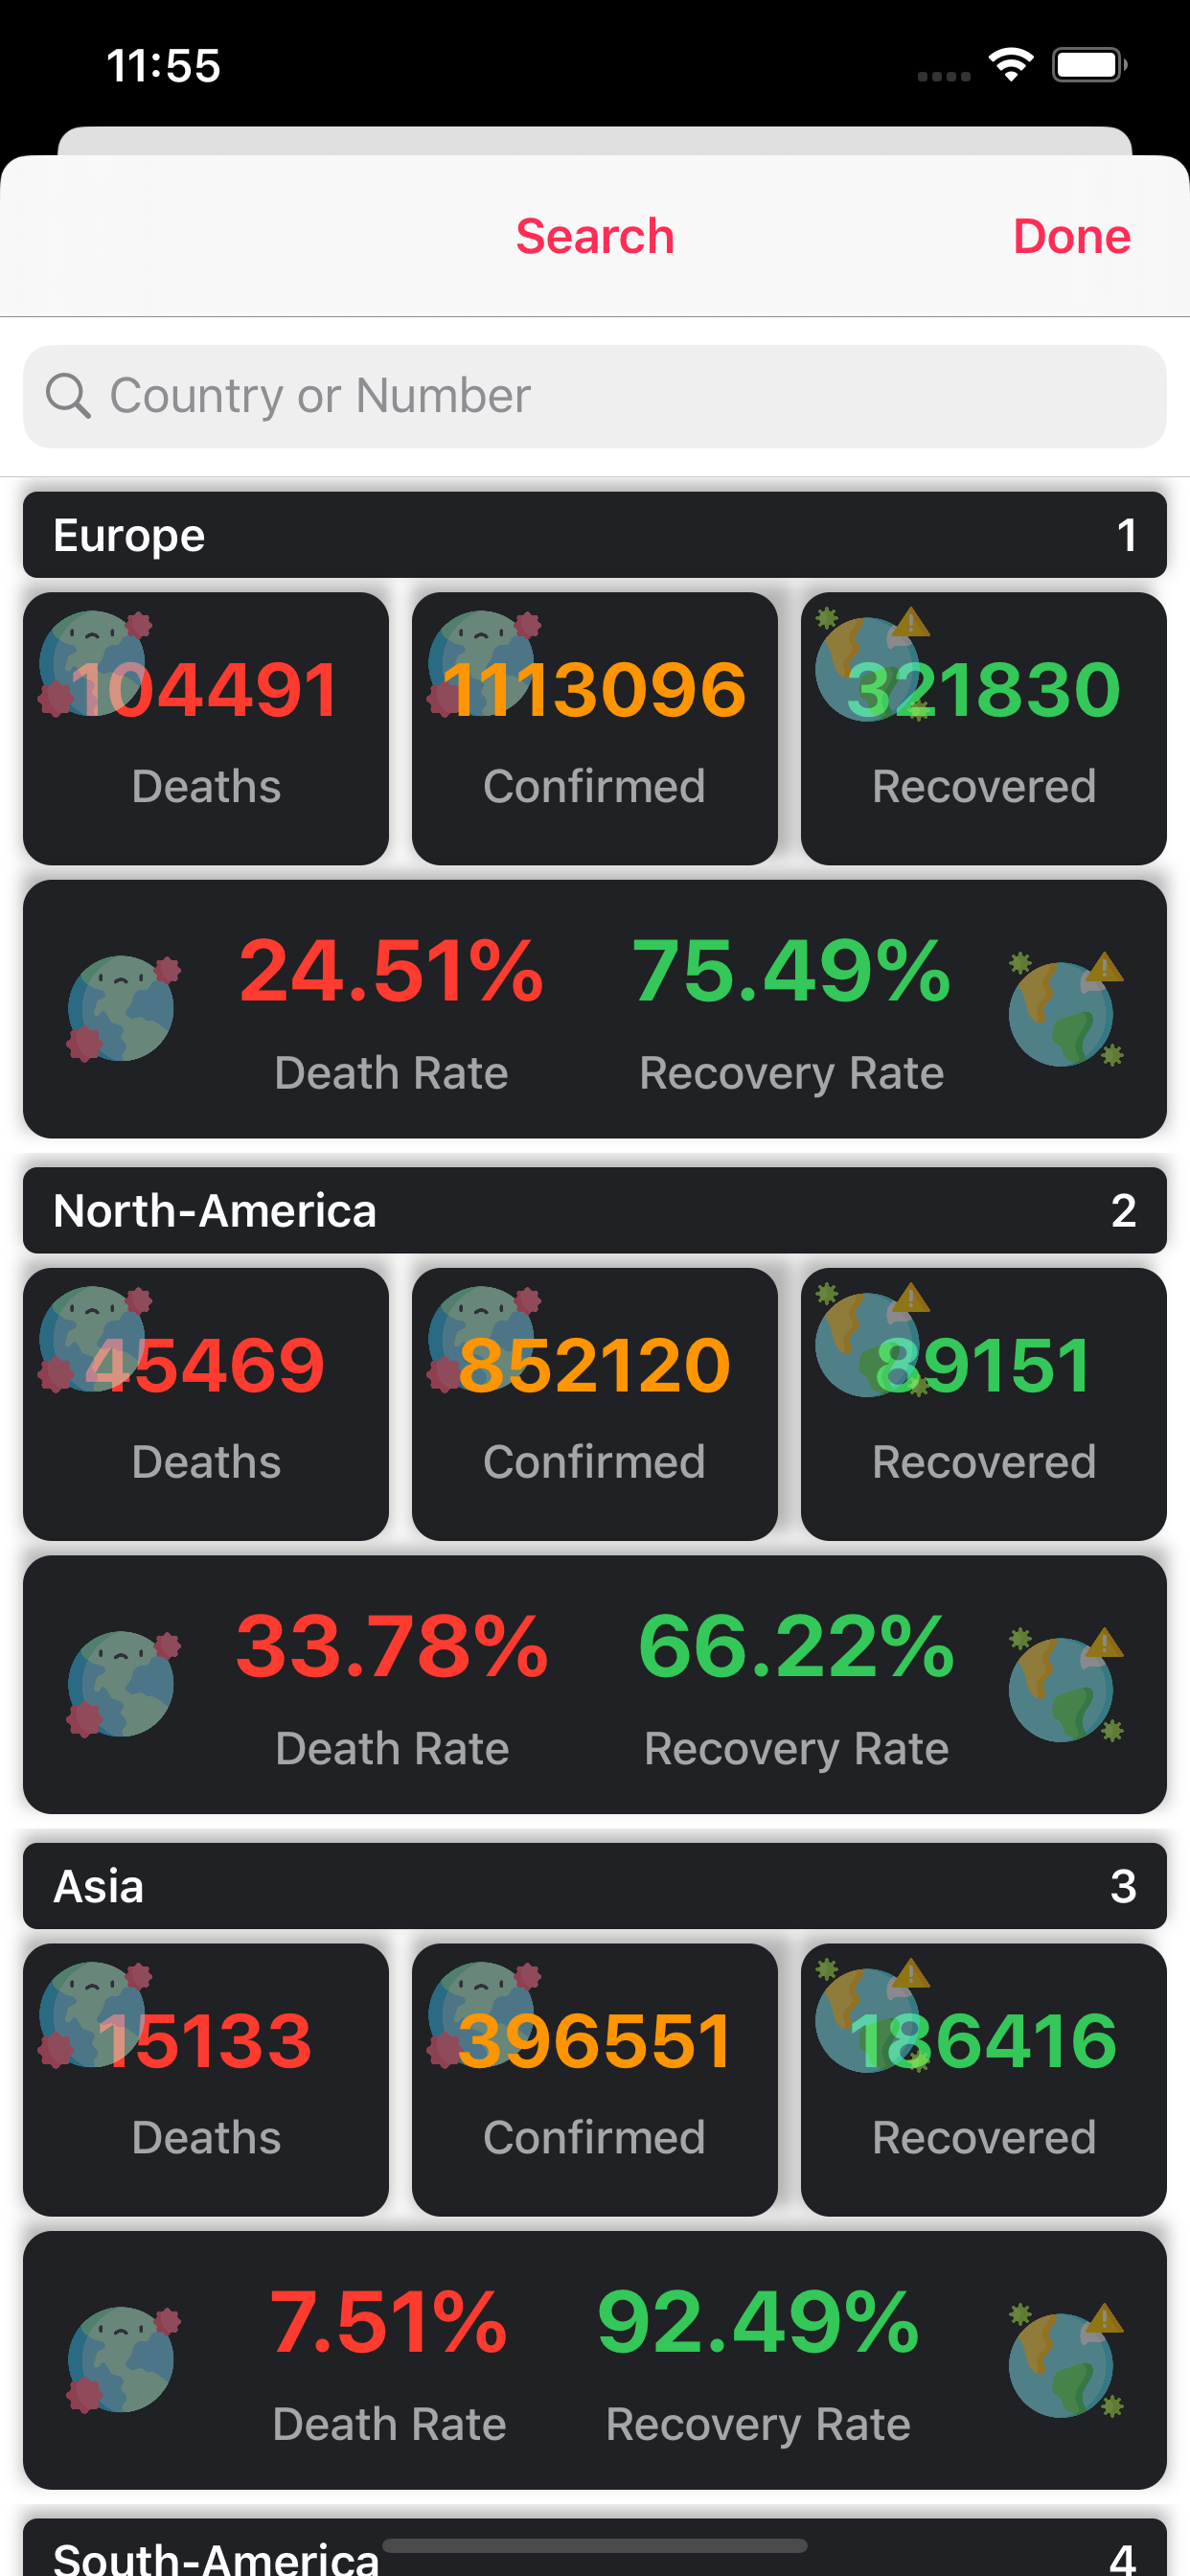 11:55
Search Done
Country or Number
Europe 1
104491 1113096 321830
Deaths Confirmed Recovered
24.51% 75.49%
Death Rate Recovery Rate
North-America 2
45469 852120 89151
Deaths Confirmed Recovered
33.78% 66.22%
Death Rate Recovery Rate
Asia 3
15133 396551 186416
Deaths Confirmed Recovered
7.51% 92.49%
Death Rate Recovery Rate
South-America 4